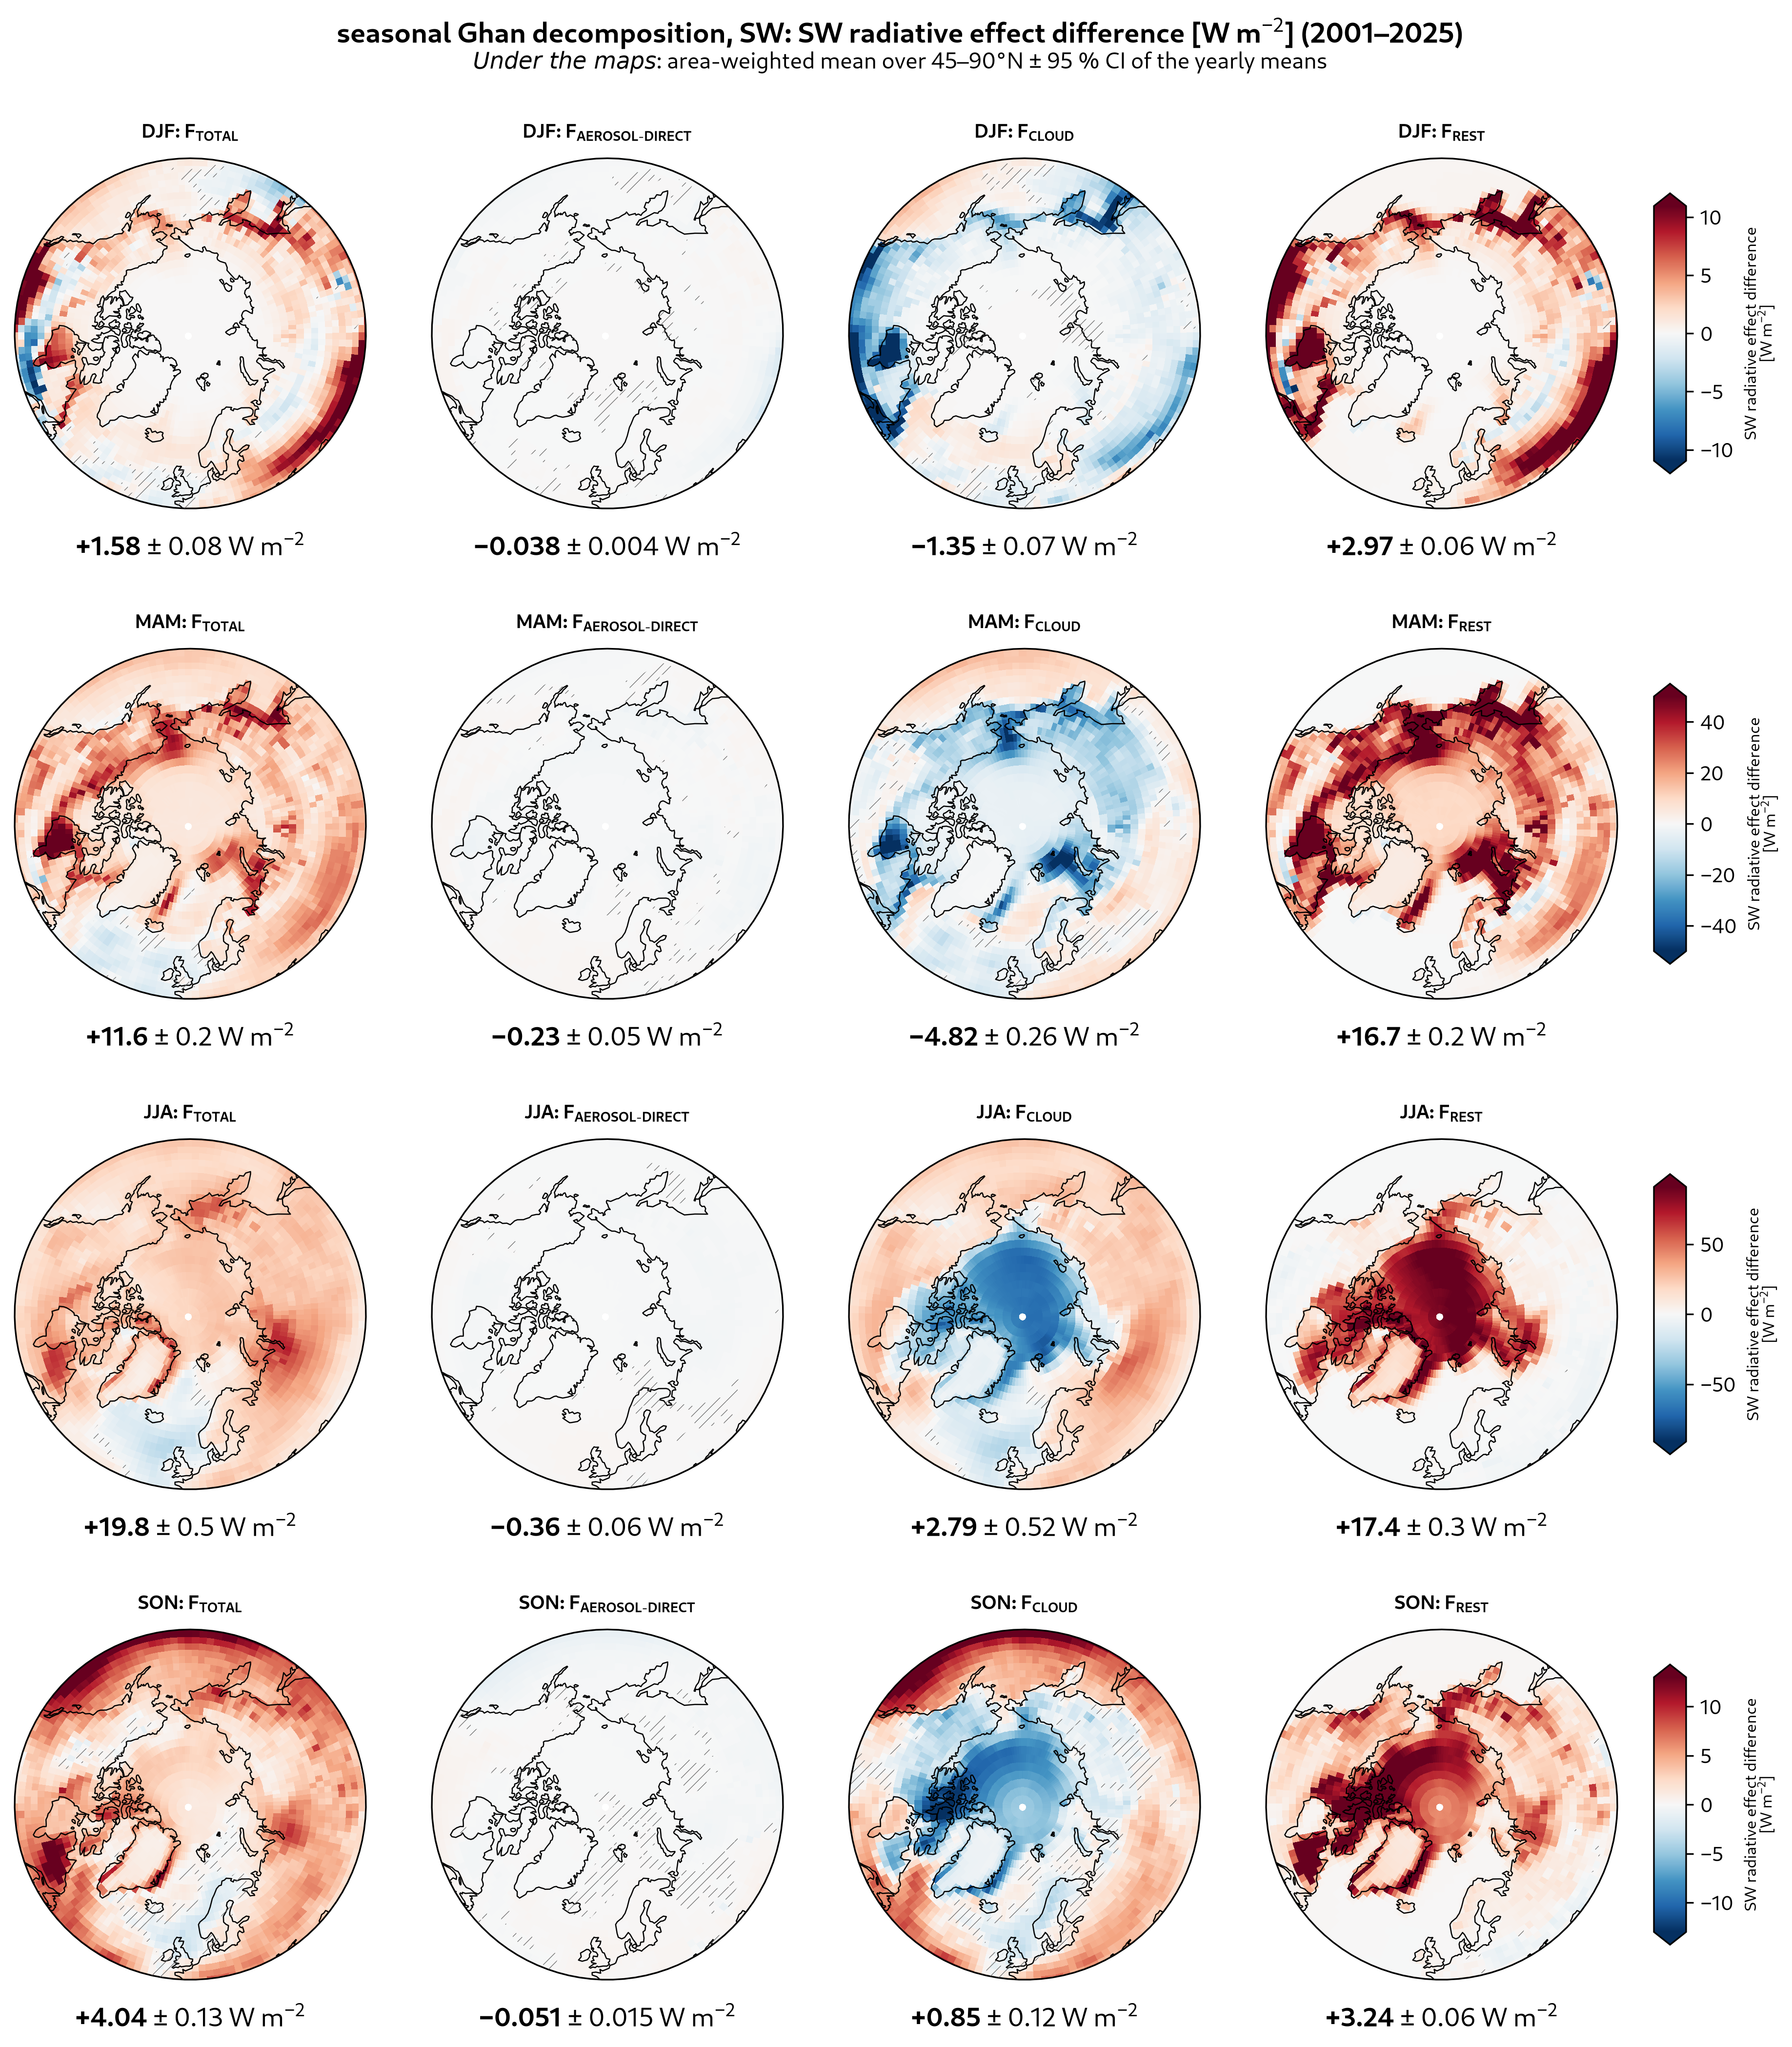 seasonal Ghan decomposition, SW: SW radiative effect difference [W m⁻²] (2001–2025)
Under the maps: area-weighted mean over 45–90°N ± 95 % CI of the yearly means
DJF: F_TOTAL
DJF: F_AEROSOL-DIRECT
DJF: F_CLOUD
DJF: F_REST
10
5
0
−5
−10
SW radiative effect difference
[W m⁻²]
+1.58 ± 0.08 W m⁻²
−0.038 ± 0.004 W m⁻²
−1.35 ± 0.07 W m⁻²
+2.97 ± 0.06 W m⁻²
MAM: F_TOTAL
MAM: F_AEROSOL-DIRECT
MAM: F_CLOUD
MAM: F_REST
40
20
0
−20
−40
SW radiative effect difference
[W m⁻²]
+11.6 ± 0.2 W m⁻²
−0.23 ± 0.05 W m⁻²
−4.82 ± 0.26 W m⁻²
+16.7 ± 0.2 W m⁻²
JJA: F_TOTAL
JJA: F_AEROSOL-DIRECT
JJA: F_CLOUD
JJA: F_REST
50
0
−50
SW radiative effect difference
[W m⁻²]
+19.8 ± 0.5 W m⁻²
−0.36 ± 0.06 W m⁻²
+2.79 ± 0.52 W m⁻²
+17.4 ± 0.3 W m⁻²
SON: F_TOTAL
SON: F_AEROSOL-DIRECT
SON: F_CLOUD
SON: F_REST
10
5
0
−5
−10
SW radiative effect difference
[W m⁻²]
+4.04 ± 0.13 W m⁻²
−0.051 ± 0.015 W m⁻²
+0.85 ± 0.12 W m⁻²
+3.24 ± 0.06 W m⁻²